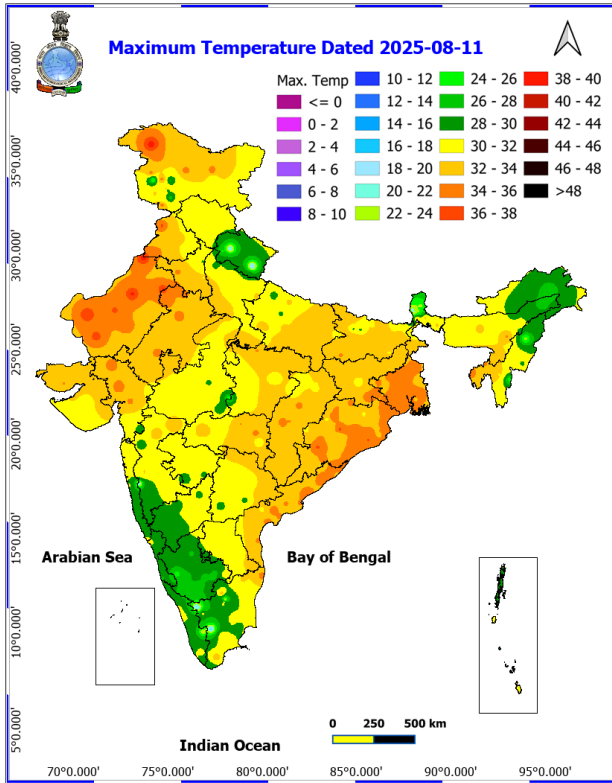 Maximum Temperature Dated 2025-08-11
Max. Temp
<= 0
0 - 2
2 - 4
4 - 6
6 - 8
8 - 10
10 - 12
12 - 14
14 - 16
16 - 18
18 - 20
20 - 22
22 - 24
24 - 26
26 - 28
28 - 30
30 - 32
32 - 34
34 - 36
36 - 38
38 - 40
40 - 42
42 - 44
44 - 46
46 - 48
>48
40°0.000'
35°0.000'
30°0.000'
25°0.000'
20°0.000'
15°0.000'
10°0.000'
5°0.000'
Arabian Sea
Bay of Bengal
0 250 500 km
Indian Ocean
70°0.000' 75°0.000' 80°0.000' 85°0.000' 90°0.000' 95°0.000'